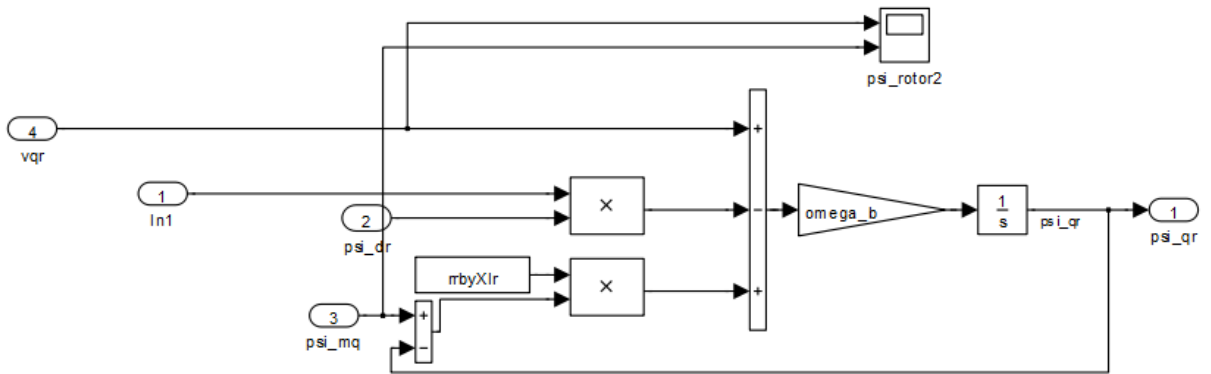 psi_rotor2
4
vqr
+
1
In1
×
2
psi_dr
−
omega_b
1
s
psi_qr
1
psi_qr
rrbyXlr
×
+
3
psi_mq
+
−